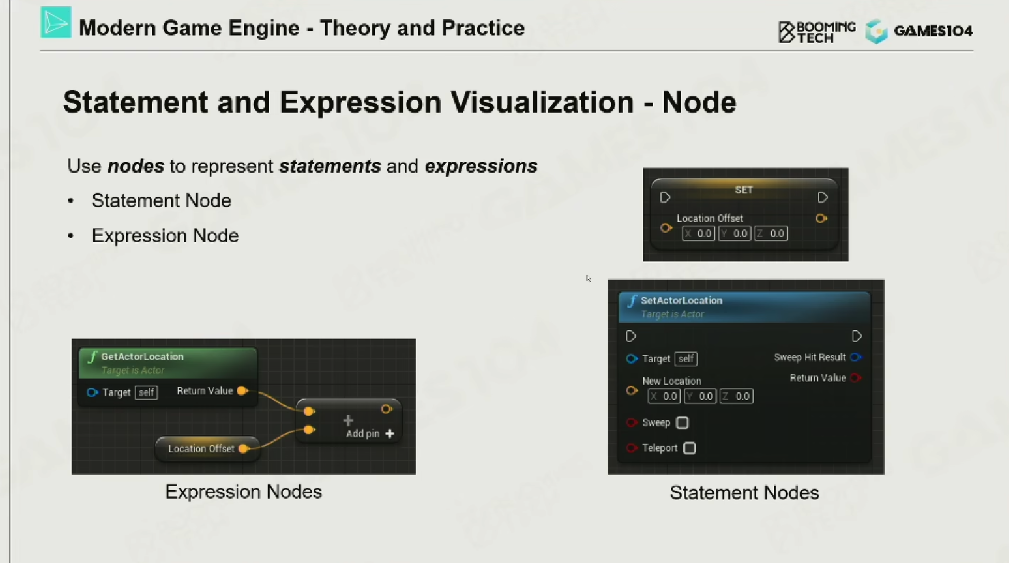 Modern Game Engine - Theory and Practice
BOOMING TECH
GAMES104
Statement and Expression Visualization - Node
Use nodes to represent statements and expressions
• Statement Node
• Expression Node
SET
Location Offset
X 0.0 Y 0.0 Z 0.0
f SetActorLocation
Target is Actor
Target self
Sweep Hit Result
New Location
Return Value
X 0.0 Y 0.0 Z 0.0
Sweep
Teleport
Statement Nodes
f GetActorLocation
Target is Actor
Target self
Return Value
Add pin +
Location Offset
Expression Nodes